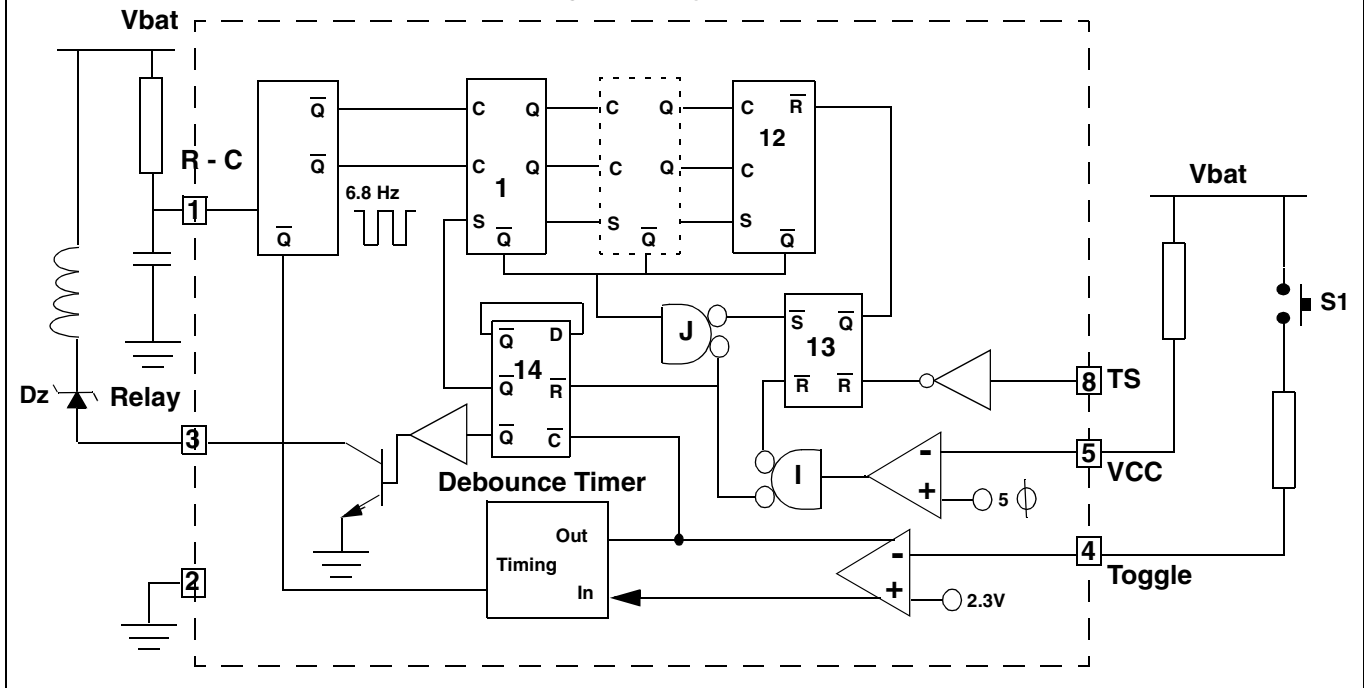 Vbat
R - C
1
Q̅
Q̅
Q̅
6.8 Hz
C Q
C Q
1
S
Q̅
C Q
C Q
S
Q̅
C R̅
12
C
S
Q̅
Vbat
S1
J
S̅ Q̅
13
R̅ R̅
Q̅ D
14
Q̅ R̅
Q̅ C̅
8 TS
Dz
Relay
3
I
-
+
5 ϕ
5
VCC
Debounce Timer
Out
Timing
In
-
+
2.3V
4
Toggle
2